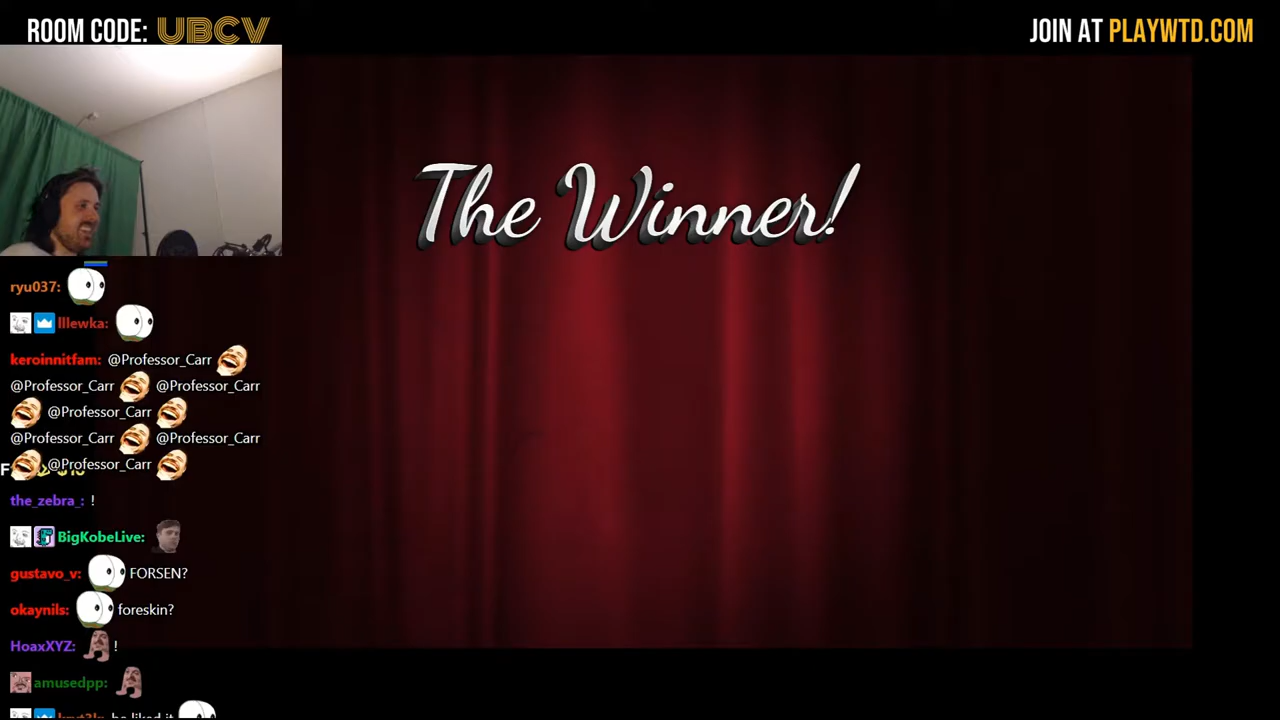 ROOM CODE: UBCV
JOIN AT PLAYWTD.COM
The Winner!
ryu037:
lllewka:
keroinnitfam: @Professor_Carr
@Professor_Carr @Professor_Carr
@Professor_Carr
@Professor_Carr @Professor_Carr
@Professor_Carr
the_zebra_: !
BigKobeLive:
gustavo_v: FORSEN?
okaynils: foreskin?
HoaxXYZ: !
amusedpp:
he liked it